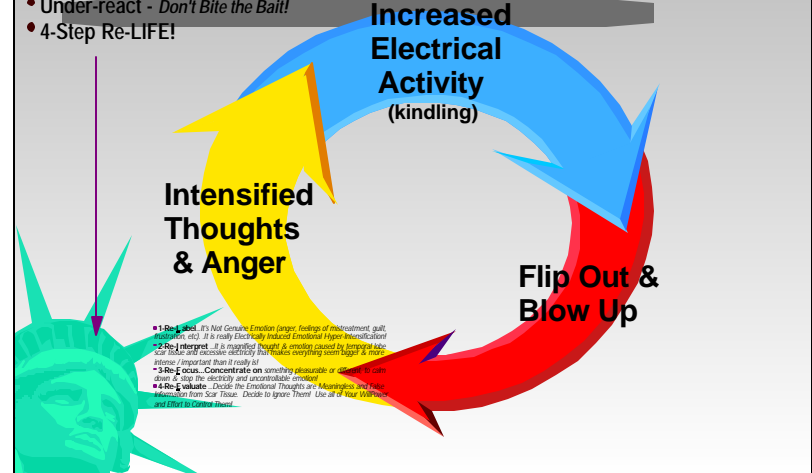 • Under-react - Don't Bite the Bait!
• 4-Step Re-LIFE!
Increased
Electrical
Activity
(kindling)
Intensified
Thoughts
& Anger
Flip Out &
Blow Up
1-Re-Label...It's Not Genuine Emotion (anger, feelings of mistreatment, guilt,
frustration, etc). It is really Electrically Induced Emotional Hyper-Intensification!
2-Re-Interpret ...It is magnified thought & emotion caused by temporal lobe
scar tissue and excessive electricity that makes everything seem bigger & more
intense / important than it really is!
3-Re-Focus...Concentrate on something pleasurable or different to calm
down & stop the electricity and uncontrollable emotion!
4-Re-Evaluate ...Decide the Emotional Thoughts are Meaningless and False
Information from Scar Tissue. Decide to Ignore Them! Use all of Your WillPower
and Effort to Control Them!